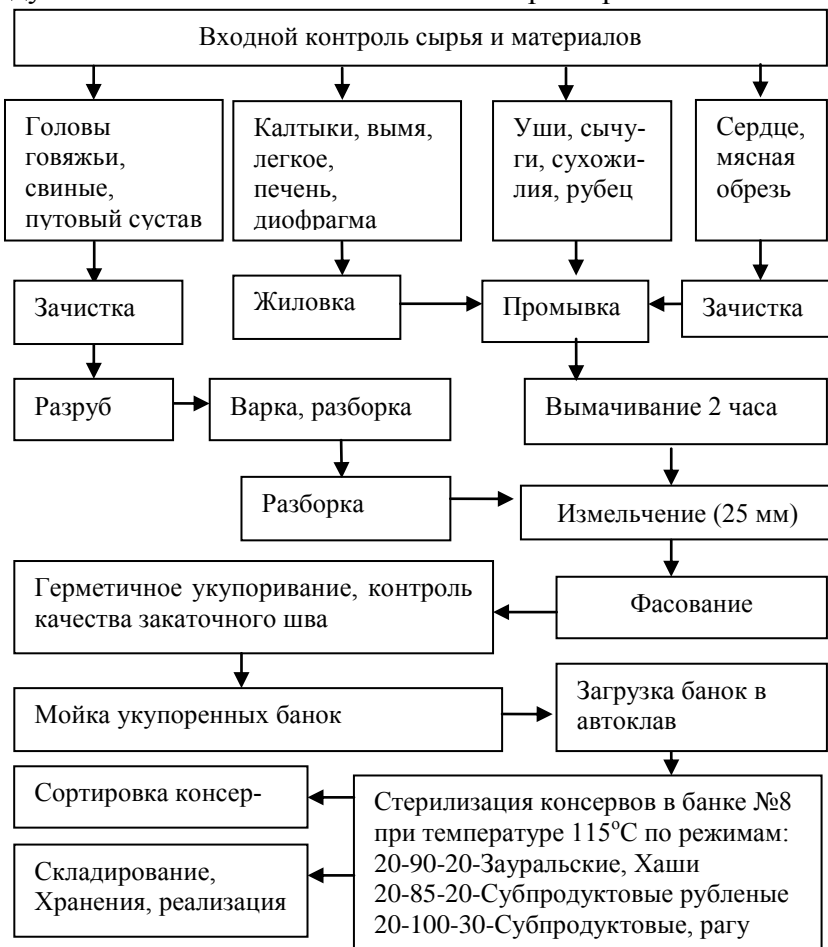 Входной контроль сырья и материалов
Головы
говяжьи,
свиные,
путовый сустав
Калтыки, вымя,
легкое,
печень,
диофрагма
Уши, сычу-
ги, сухожи-
лия, рубец
Сердце,
мясная
обрезь
Зачистка
Жиловка
Промывка
Зачистка
Разруб
Варка, разборка
Вымачивание 2 часа
Разборка
Измельчение (25 мм)
Герметичное укупоривание, контроль
качества закаточного шва
Фасование
Мойка укупоренных банок
Загрузка банок в
автоклав
Сортировка консер-
Складирование,
Хранения, реализация
Стерилизация консервов в банке №8
при температуре 115°С по режимам:
20-90-20-Зауральские, Хаши
20-85-20-Субпродуктовые рубленые
20-100-30-Субпродуктовые, рагу